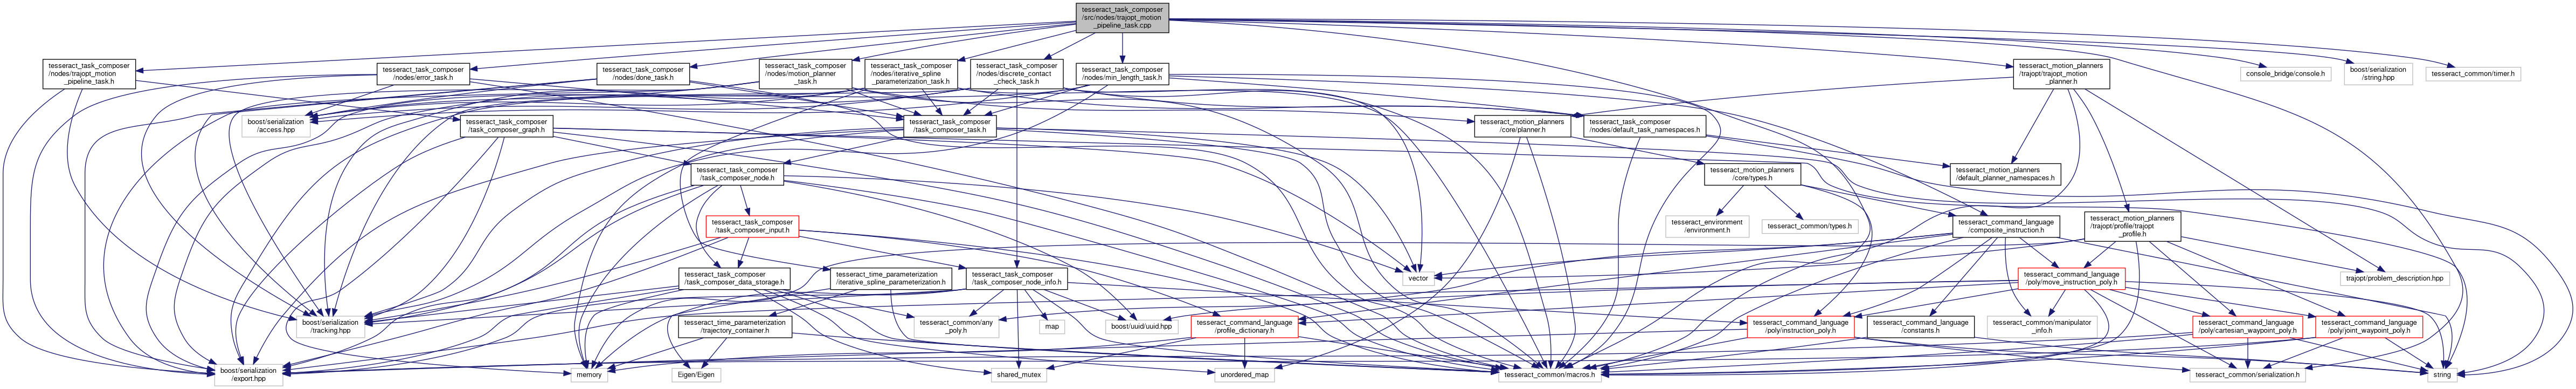 tesseract_task_composer
/src/nodes/trajopt_motion
_pipeline_task.cpp
tesseract_task_composer
/nodes/trajopt_motion
_pipeline_task.h
tesseract_task_composer
/nodes/error_task.h
tesseract_task_composer
/nodes/done_task.h
tesseract_task_composer
/nodes/motion_planner
_task.h
tesseract_task_composer
/nodes/iterative_spline
_parameterization_task.h
tesseract_task_composer
/nodes/discrete_contact
_check_task.h
tesseract_task_composer
/nodes/min_length_task.h
tesseract_motion_planners
/trajopt/trajopt_motion
_planner.h
console_bridge/console.h
boost/serialization
/string.hpp
tesseract_common/timer.h
boost/serialization
/access.hpp
tesseract_task_composer
/task_composer_graph.h
tesseract_task_composer
/task_composer_task.h
tesseract_motion_planners
/core/planner.h
tesseract_task_composer
/nodes/default_task_namespaces.h
tesseract_task_composer
/task_composer_node.h
tesseract_motion_planners
/core/types.h
tesseract_motion_planners
/default_planner_namespaces.h
tesseract_task_composer
/task_composer_input.h
tesseract_environment
/environment.h
tesseract_common/types.h
tesseract_command_language
/composite_instruction.h
tesseract_motion_planners
/trajopt/profile/trajopt
_profile.h
tesseract_task_composer
/task_composer_data_storage.h
tesseract_time_parameterization
/iterative_spline_parameterization.h
tesseract_task_composer
/task_composer_node_info.h
vector
tesseract_command_language
/poly/move_instruction_poly.h
trajopt/problem_description.hpp
boost/serialization
/tracking.hpp
tesseract_time_parameterization
/trajectory_container.h
tesseract_common/any
_poly.h
map
boost/uuid/uuid.hpp
tesseract_command_language
/profile_dictionary.h
tesseract_command_language
/poly/instruction_poly.h
tesseract_command_language
/constants.h
tesseract_common/manipulator
_info.h
tesseract_command_language
/poly/cartesian_waypoint_poly.h
tesseract_command_language
/poly/joint_waypoint_poly.h
boost/serialization
/export.hpp
memory
Eigen/Eigen
shared_mutex
unordered_map
tesseract_common/macros.h
tesseract_common/serialization.h
string